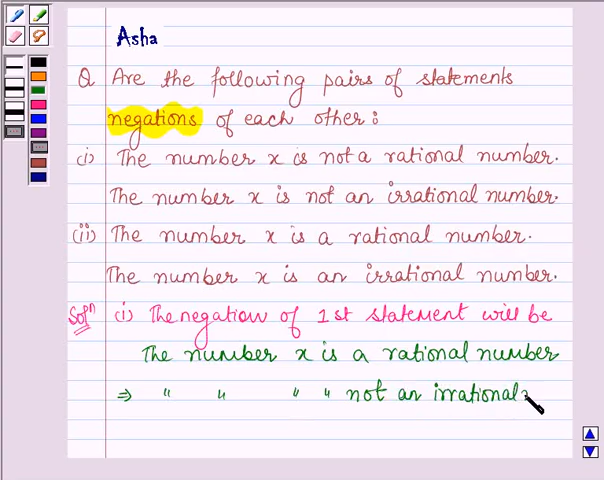 Asha
Q Are the following pairs of statements
negations of each other:
(i) The number x is not a rational number.
The number x is not an irrational number.
(ii) The number x is a rational number.
The number x is an irrational number.
Solⁿ (i) The negation of 1st statement will be
The number x is a rational number
⇒ " " " " not an irrational